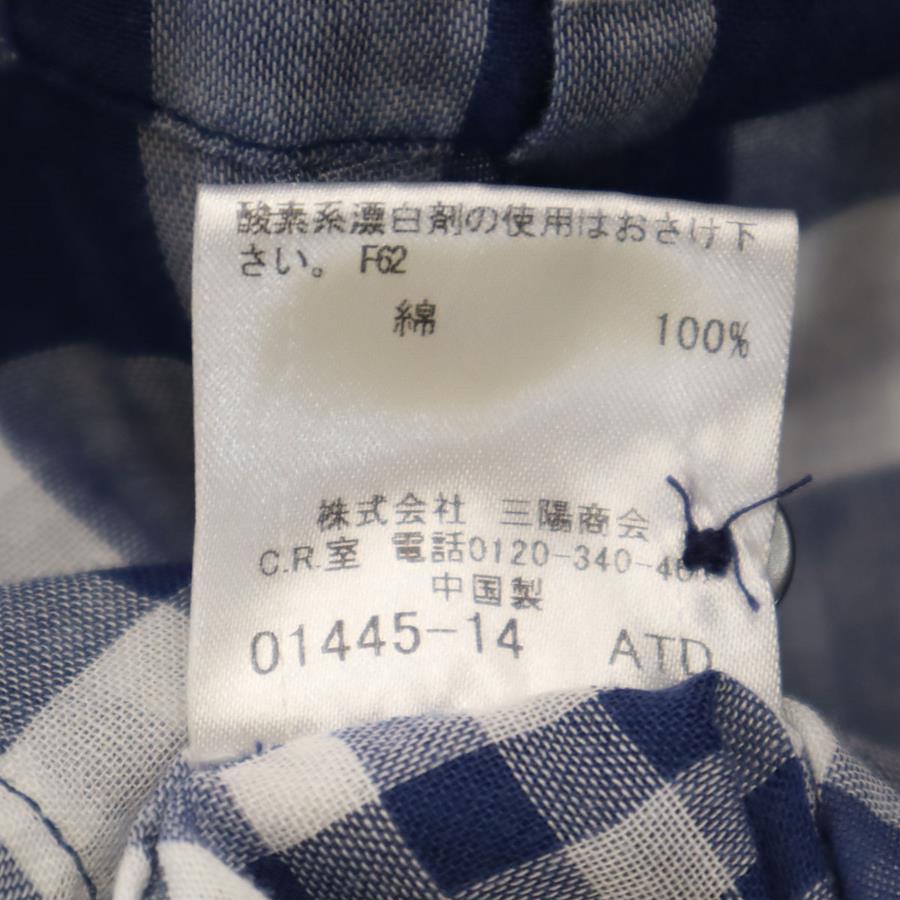 酸素系漂白剤の使用はおさけ下
さい。 F62
綿 100%
株式会社 三陽商会
C.R.室 電話0120-340-46
中国製
01445-14 ATD